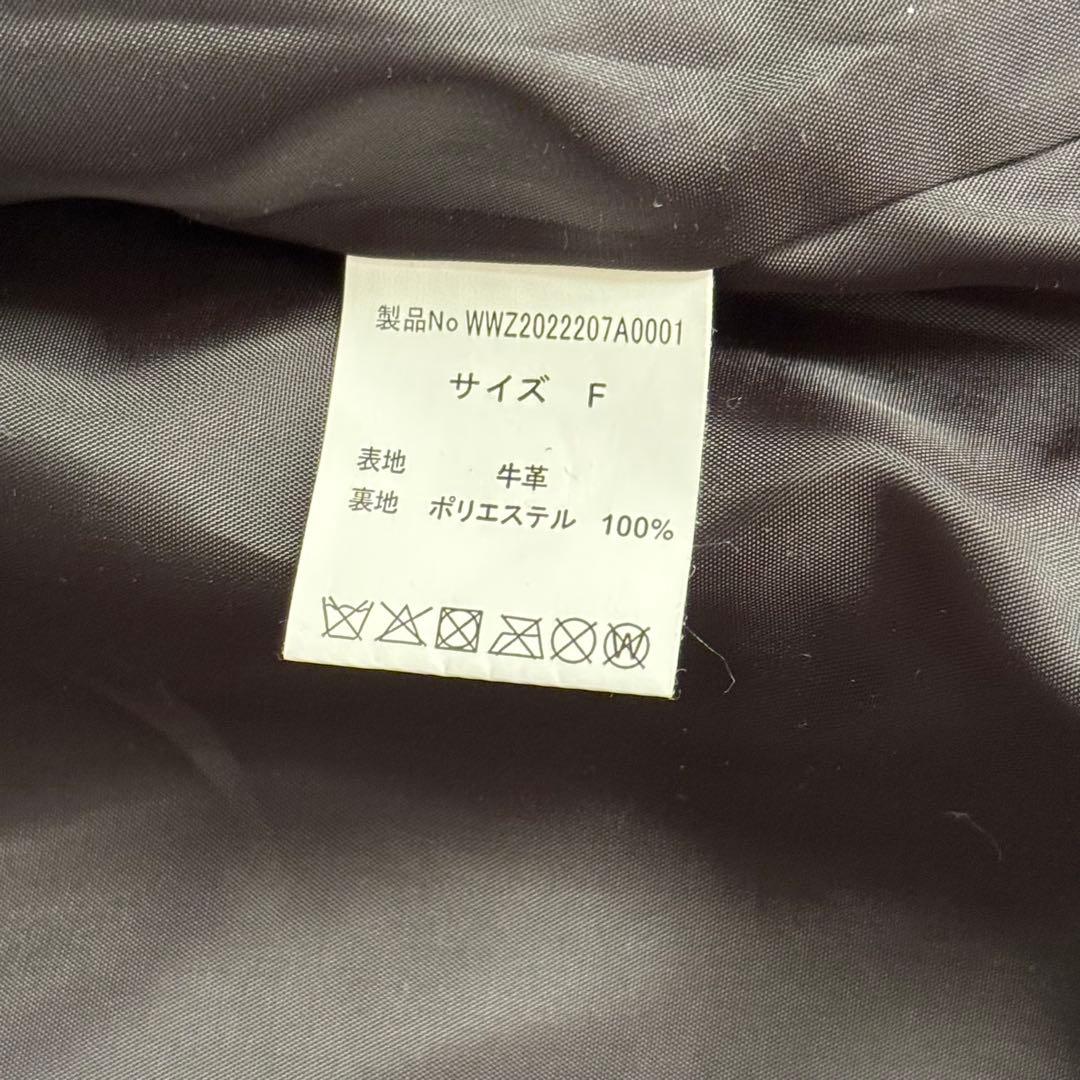 製品No WWZ2022207A0001
サイズ F
表地 牛革
裏地 ポリエステル 100%
W